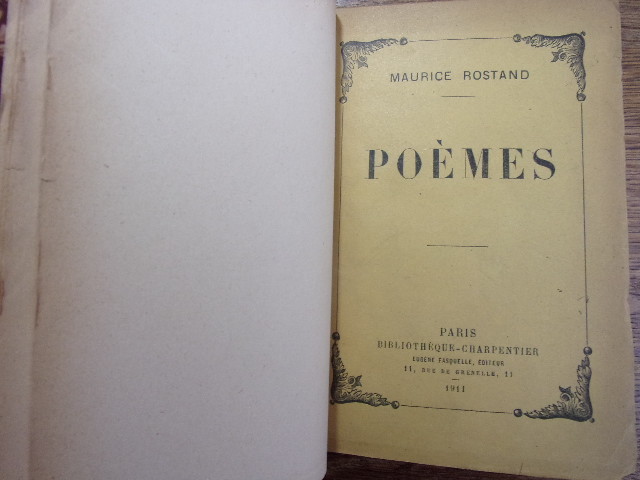 MAURICE ROSTAND
POÈMES
PARIS
BIBLIOTHÈQUE-CHARPENTIER
EUGÈNE FASQUELLE, ÉDITEUR
11, RUE DE GRENELLE, 11
1911